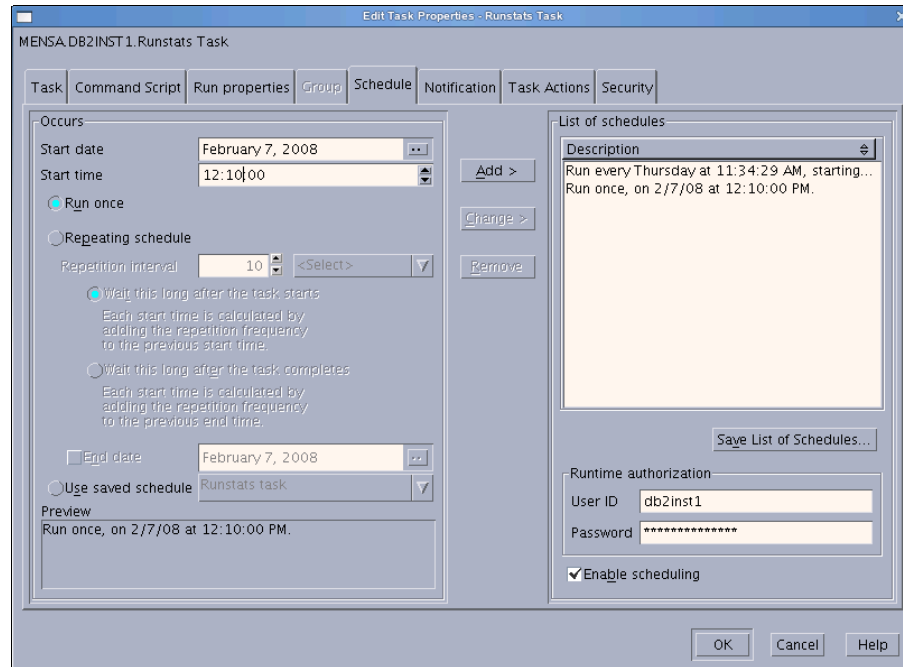 Edit Task Properties - Runstats Task
MENSA.DB2INST1.Runstats Task
Task Command Script Run properties Group Schedule Notification Task Actions Security
Occurs
Start date February 7, 2008 ..
Start time 12:10:00
Run once
Repeating schedule
Repetition interval 10 <Select>
Wait this long after the task starts
Each start time is calculated by
adding the repetition frequency
to the previous start time.
Wait this long after the task completes
Each start time is calculated by
adding the repetition frequency
to the previous end time.
End date February 7, 2008 ..
Use saved schedule Runstats task
Preview
Run once, on 2/7/08 at 12:10:00 PM.
Add >
Change >
Remove
List of schedules
Description
Run every Thursday at 11:34:29 AM, starting...
Run once, on 2/7/08 at 12:10:00 PM.
Save List of Schedules...
Runtime authorization
User ID db2inst1
Password **************
Enable scheduling
OK Cancel Help